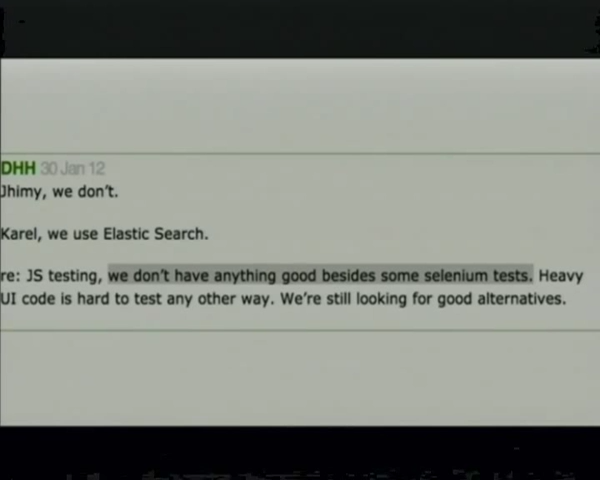 DHH 30 Jan 12
Jhimy, we don't.
Karel, we use Elastic Search.
re: JS testing, we don't have anything good besides some selenium tests. Heavy
UI code is hard to test any other way. We're still looking for good alternatives.